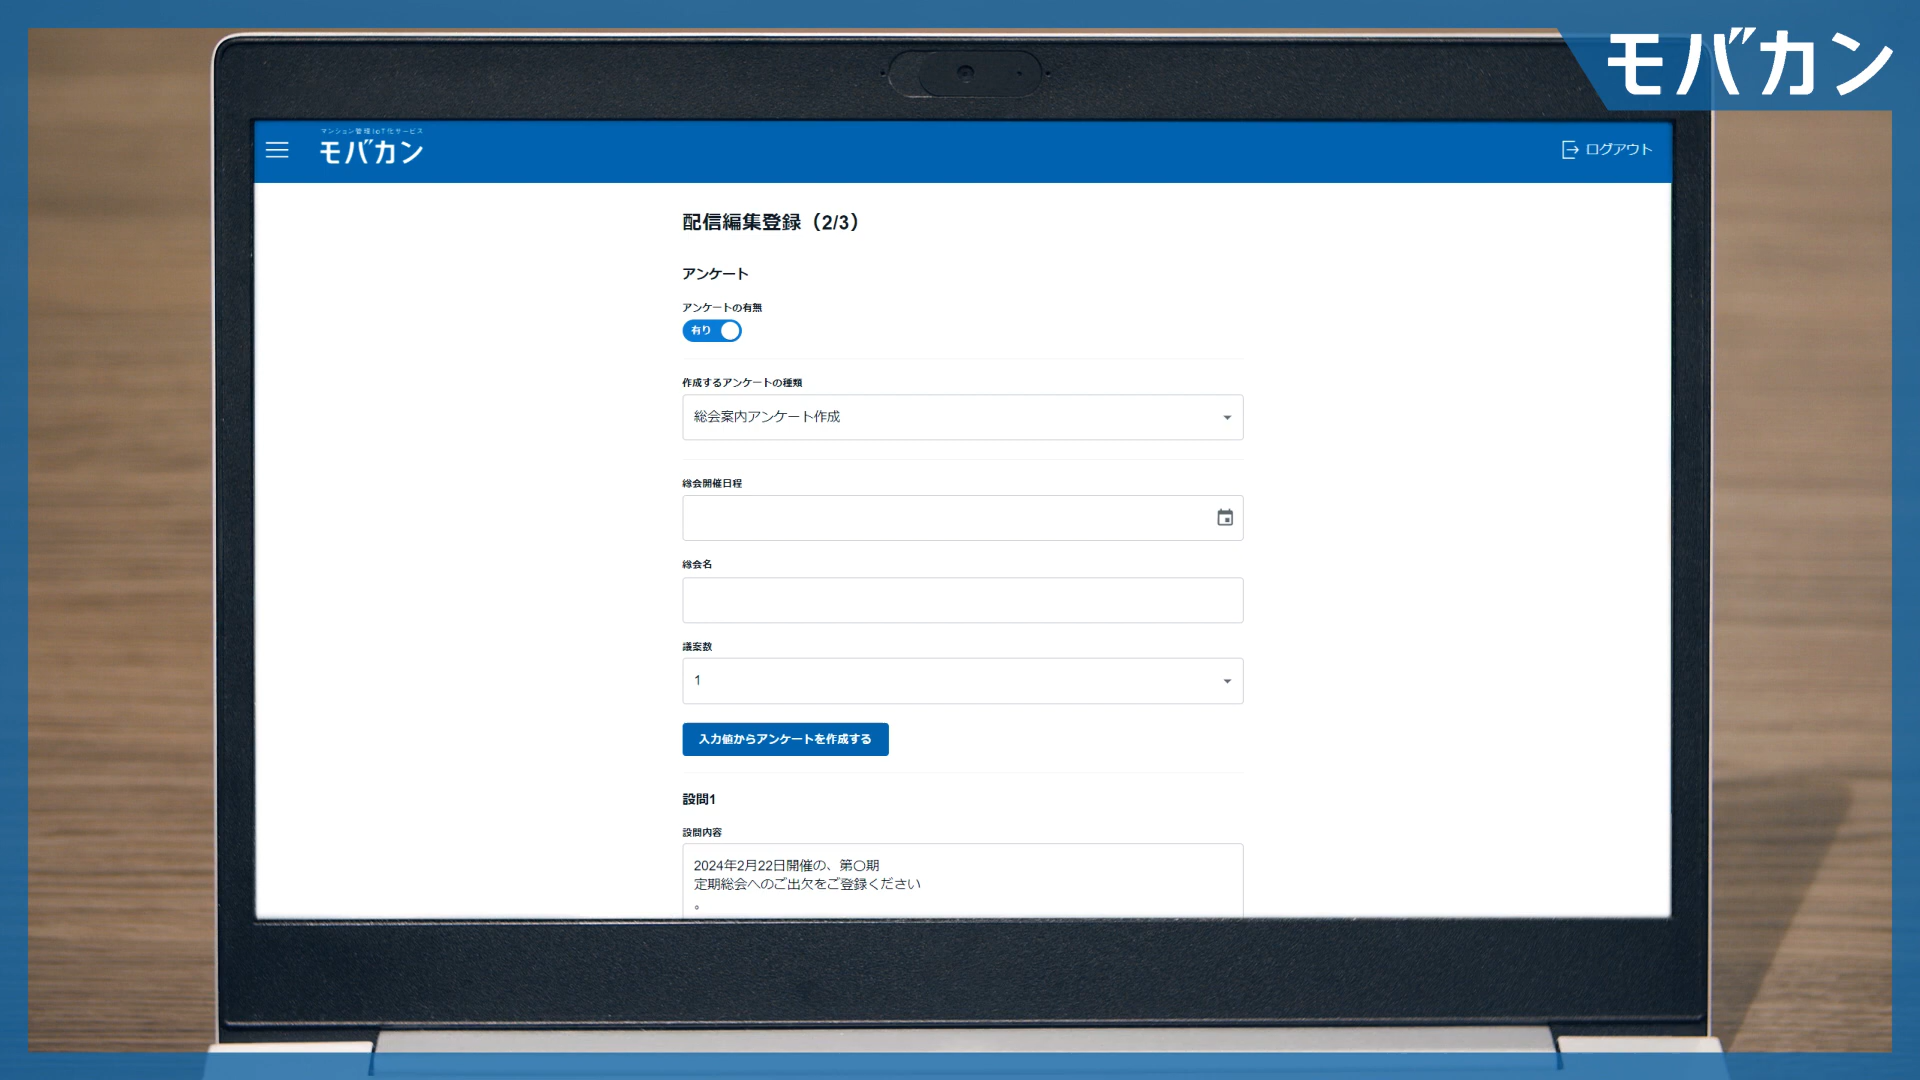 モバカン
マンション管理IoT化サービス
モバカン
ログアウト
配信編集登録（2/3）
アンケート
アンケートの有無
有り
作成するアンケートの種類
総会案内アンケート作成
総会開催日程
総会名
議案数
1
入力値からアンケートを作成する
設問1
設問内容
2024年2月22日開催の、第〇期
定期総会へのご出欠をご登録ください
。